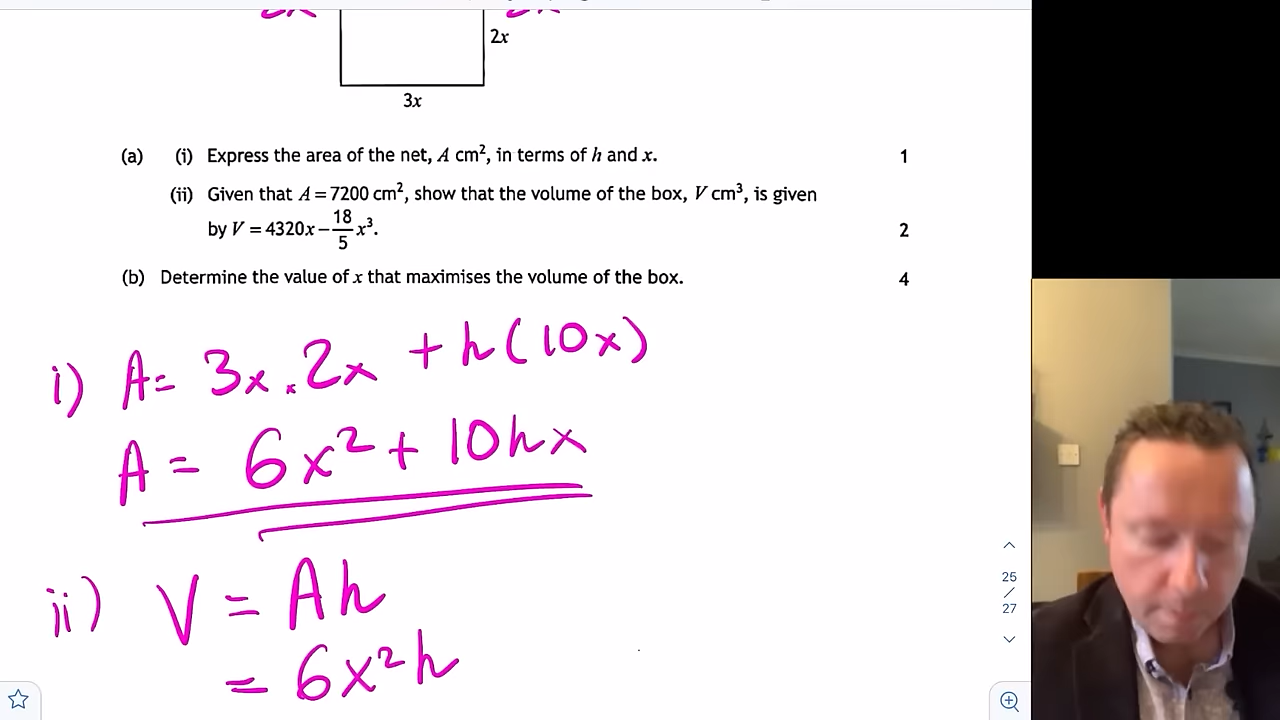 2x
3x
(a) (i) Express the area of the net, A cm², in terms of h and x. 1
(ii) Given that A = 7200 cm², show that the volume of the box, V cm³, is given
by V = 4320x − 18/5 x³. 2
(b) Determine the value of x that maximises the volume of the box. 4
i) A = 3x . 2x + h(10x)
A = 6x² + 10hx
ii) V = Ah
= 6x²h
25
/
27